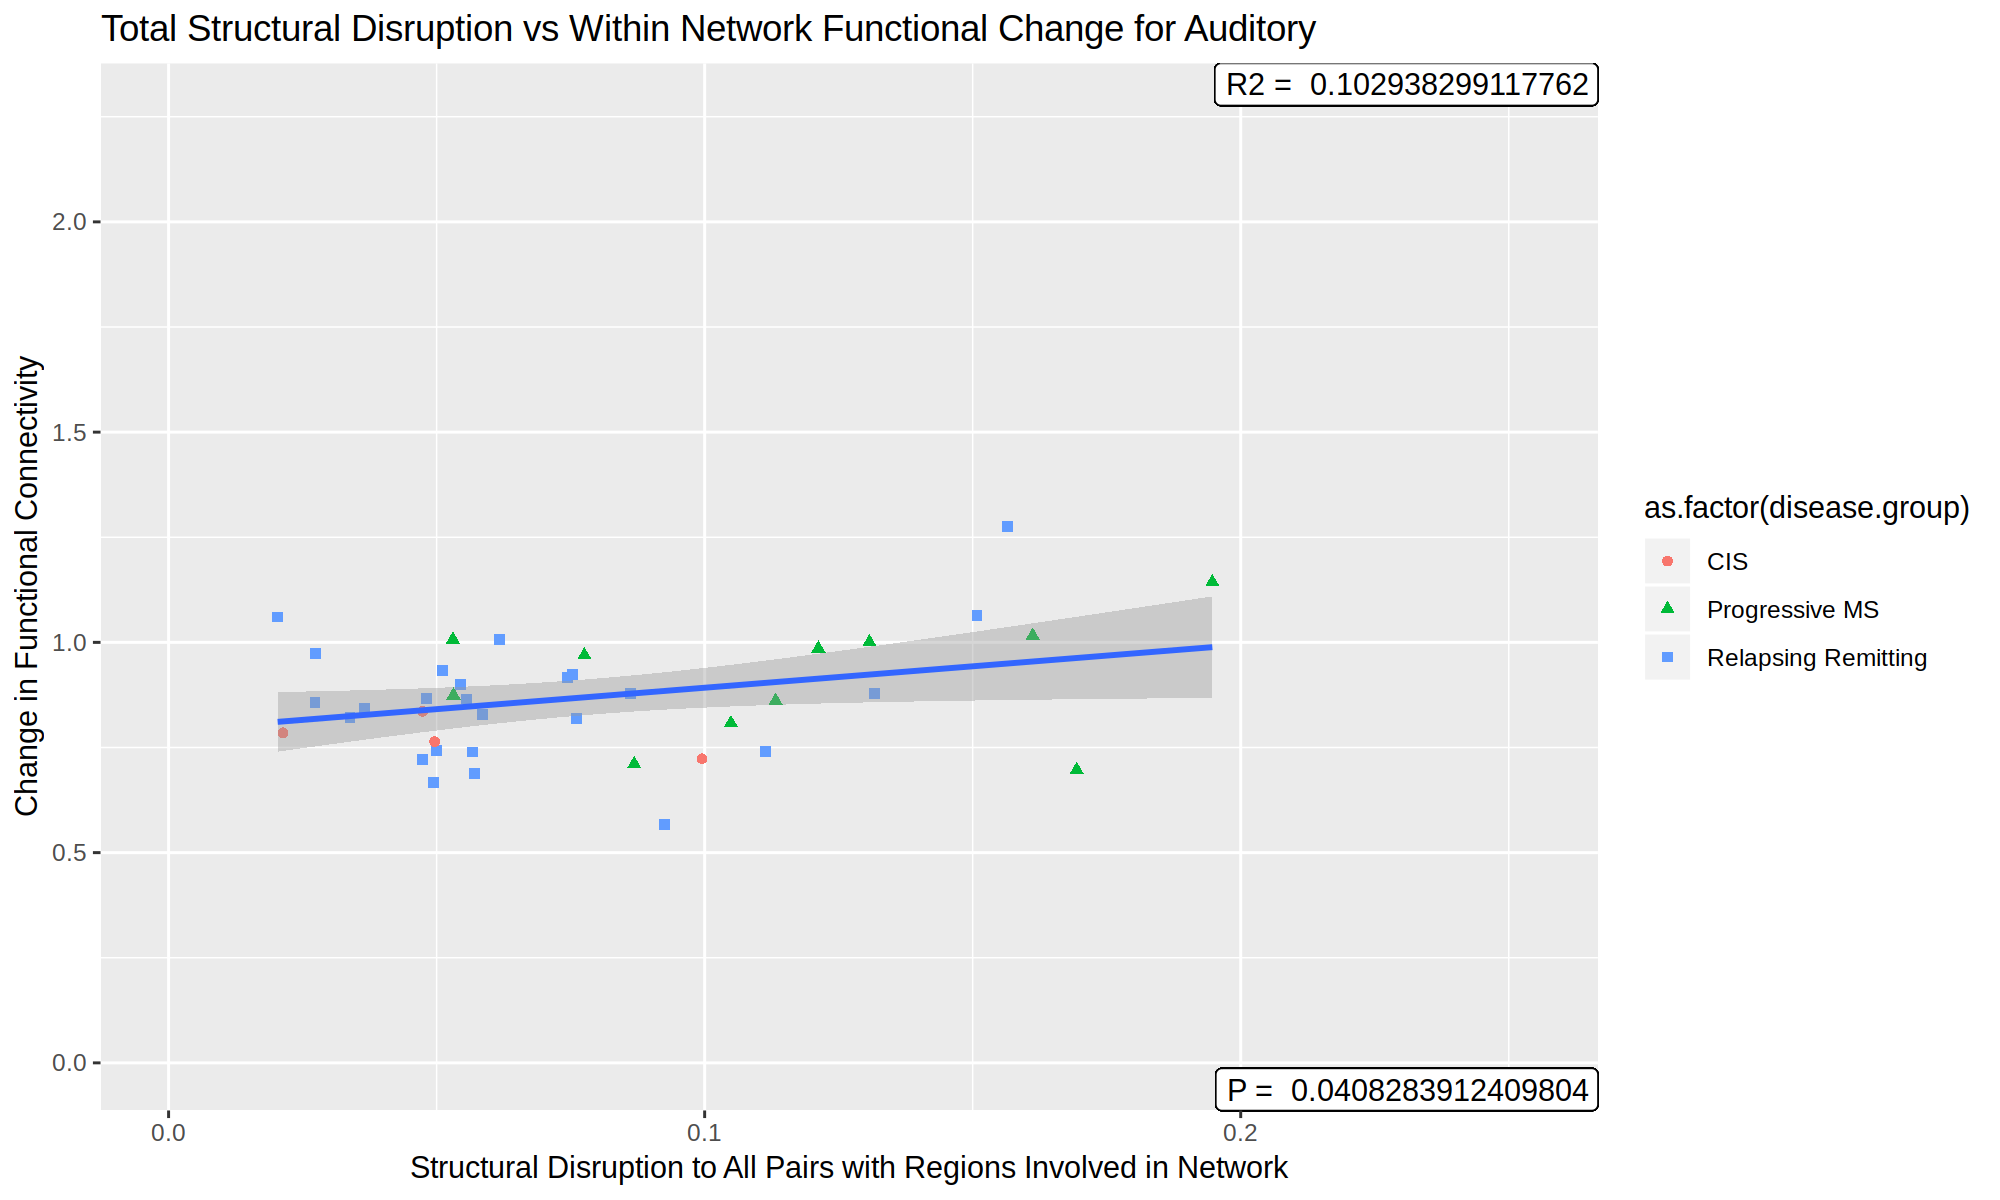 Total Structural Disruption vs Within Network Functional Change for Auditory
R2 =  0.102938299117762
2.0
1.5
1.0
0.5
0.0
Change in Functional Connectivity
as.factor(disease.group)
CIS
Progressive MS
Relapsing Remitting
P =  0.0408283912409804
0.0
0.1
0.2
Structural Disruption to All Pairs with Regions Involved in Network